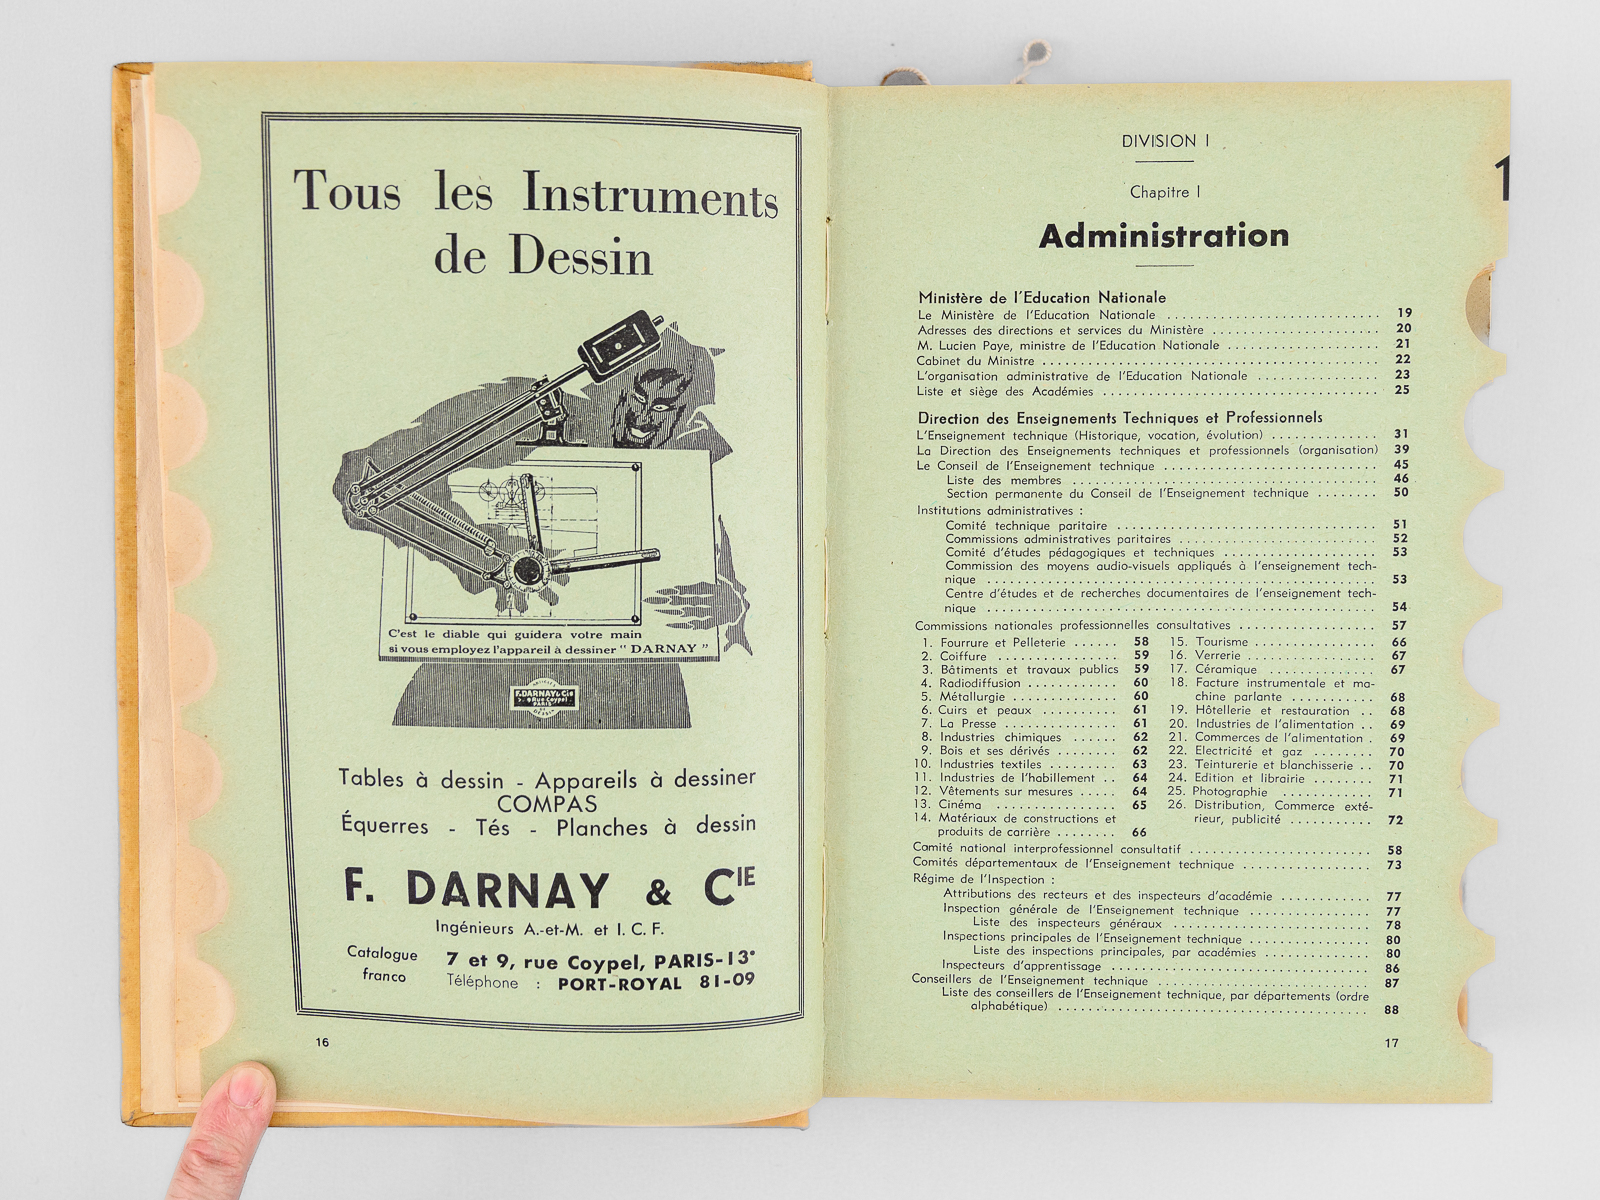 Tous les Instruments
de Dessin
C'est le diable qui guidera votre main
si vous employez l'appareil à dessiner " DARNAY "
F. DARNAY & Cie
9 Rue Coypel
PARIS
Tables à dessin - Appareils à dessiner
COMPAS
Équerres - Tés - Planches à dessin
F. DARNAY & CIE
Ingénieurs A.-et-M. et I. C. F.
Catalogue
franco
7 et 9, rue Coypel, PARIS-13e
Téléphone : PORT-ROYAL 81-09
16
DIVISION I
1
Chapitre I
Administration
Ministère de l'Education Nationale
Le Ministère de l'Education Nationale 19
Adresses des directions et services du Ministère 20
M. Lucien Paye, ministre de l'Education Nationale 21
Cabinet du Ministre 22
L'organisation administrative de l'Education Nationale 23
Liste et siège des Académies 25
Direction des Enseignements Techniques et Professionnels
L'Enseignement technique (Historique, vocation, évolution) 31
La Direction des Enseignements techniques et professionnels (organisation) 39
Le Conseil de l'Enseignement technique 45
Liste des membres 46
Section permanente du Conseil de l'Enseignement technique 50
Institutions administratives :
Comité technique paritaire 51
Commissions administratives paritaires 52
Comité d'études pédagogiques et techniques 53
Commission des moyens audio-visuels appliqués à l'enseignement tech-
nique 53
Centre d'études et de recherches documentaires de l'enseignement tech-
nique 54
Commissions nationales professionnelles consultatives 57
1. Fourrure et Pelleterie 58
2. Coiffure 59
3. Bâtiments et travaux publics 59
4. Radiodiffusion 60
5. Métallurgie 60
6. Cuirs et peaux 61
7. La Presse 61
8. Industries chimiques 62
9. Bois et ses dérivés 62
10. Industries textiles 63
11. Industries de l'habillement 64
12. Vêtements sur mesures 64
13. Cinéma 65
14. Matériaux de constructions et
produits de carrière 66
15. Tourisme 66
16. Verrerie 67
17. Céramique 67
18. Facture instrumentale et ma-
chine parlante 68
19. Hôtellerie et restauration 68
20. Industries de l'alimentation 69
21. Commerces de l'alimentation 69
22. Electricité et gaz 70
23. Teinturerie et blanchisserie 70
24. Edition et librairie 71
25. Photographie 71
26. Distribution, Commerce exté-
rieur, publicité 72
Comité national interprofessionnel consultatif 58
Comités départementaux de l'Enseignement technique 73
Régime de l'Inspection :
Attributions des recteurs et des inspecteurs d'académie 77
Inspection générale de l'Enseignement technique 77
Liste des inspecteurs généraux 78
Inspections principales de l'Enseignement technique 80
Liste des inspections principales, par académies 80
Inspecteurs d'apprentissage 86
Conseillers de l'Enseignement technique 87
Liste des conseillers de l'Enseignement technique, par départements (ordre
alphabétique) 88
17